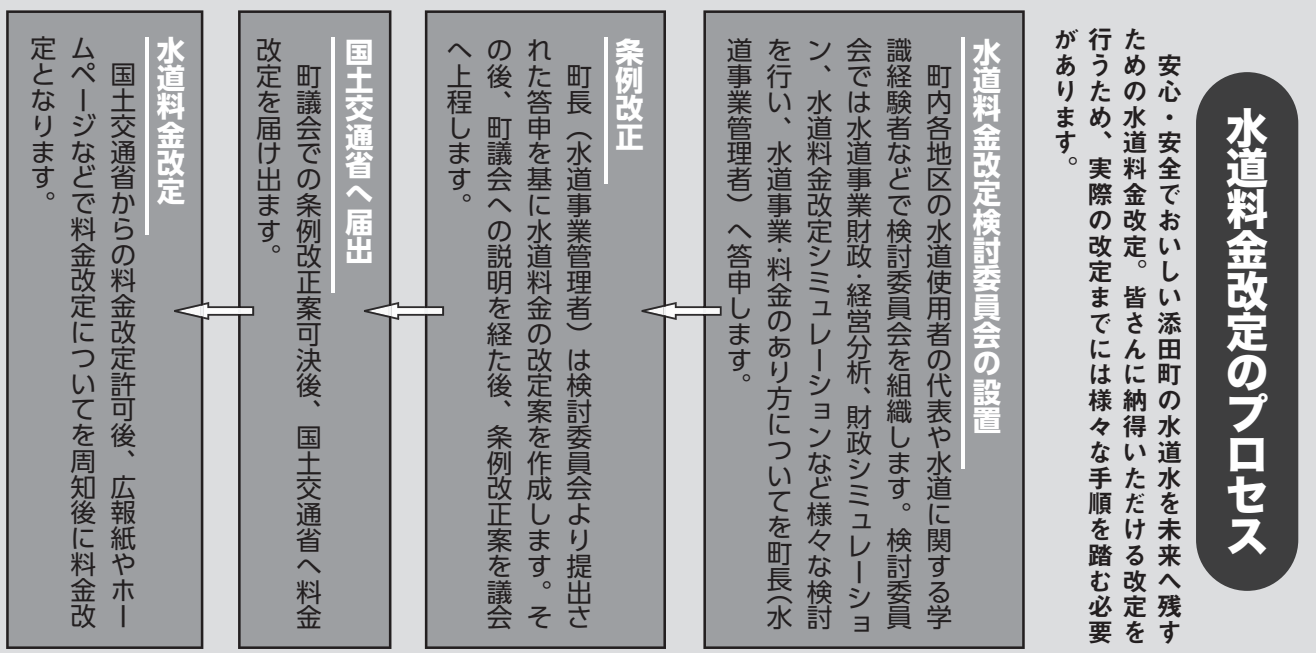 水道料金改定のプロセス
安心・安全でおいしい添田町の水道水を未来へ残す
ための水道料金改定。皆さんに納得いただける改定を
行うため、実際の改定までには様々な手順を踏む必要
があります。
水道料金改定検討委員会の設置
町内各地区の水道使用者の代表や水道に関する学
識経験者などで検討委員会を組織します。検討委員
会では水道事業財政・経営分析、財政シミュレーショ
ン、水道料金改定シミュレーションなど様々な検討
を行い、水道事業・料金のあり方についてを町長（水
道事業管理者）へ答申します。
条例改正
町長（水道事業管理者）は検討委員会より提出さ
れた答申を基に水道料金の改定案を作成します。そ
の後、町議会への説明を経た後、条例改正案を議会
へ上程します。
国土交通省へ届出
町議会での条例改正案可決後、国土交通省へ料金
改定を届け出ます。
水道料金改定
国土交通省からの料金改定許可後、広報紙やホー
ムページなどで料金改定についてを周知後に料金改
定となります。